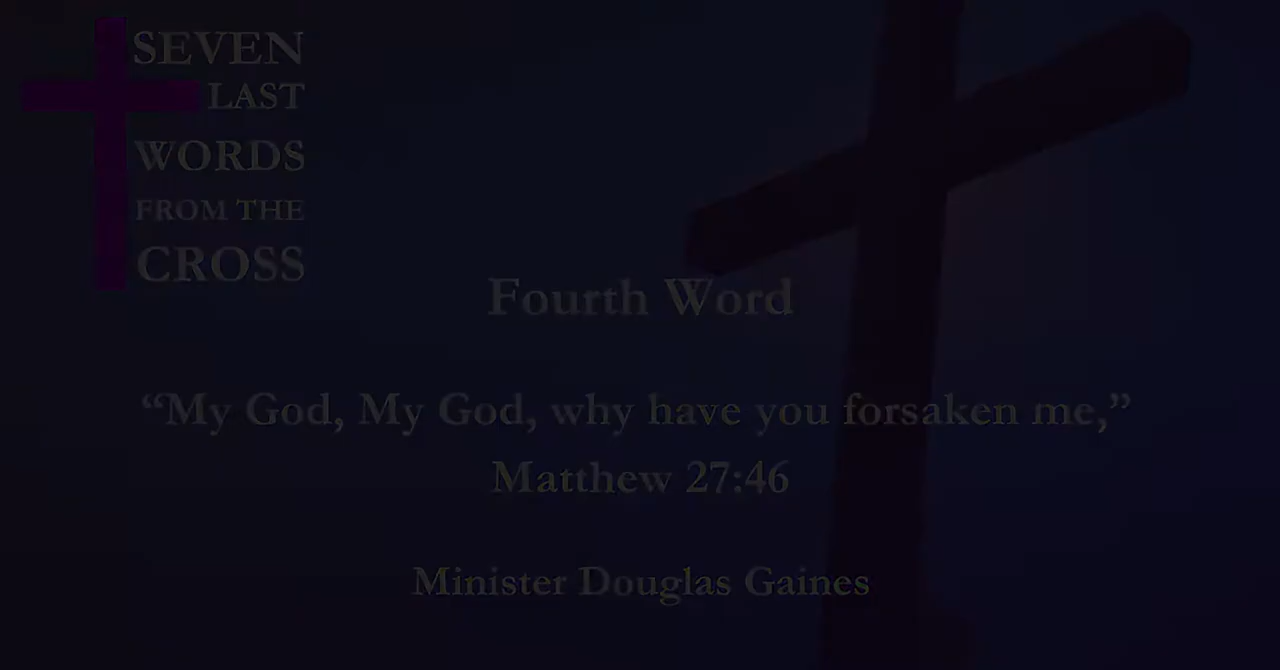 SEVEN
LAST
WORDS
FROM THE
CROSS
Fourth Word
“My God, My God, why have you forsaken me,”
Matthew 27:46
Minister Douglas Gaines